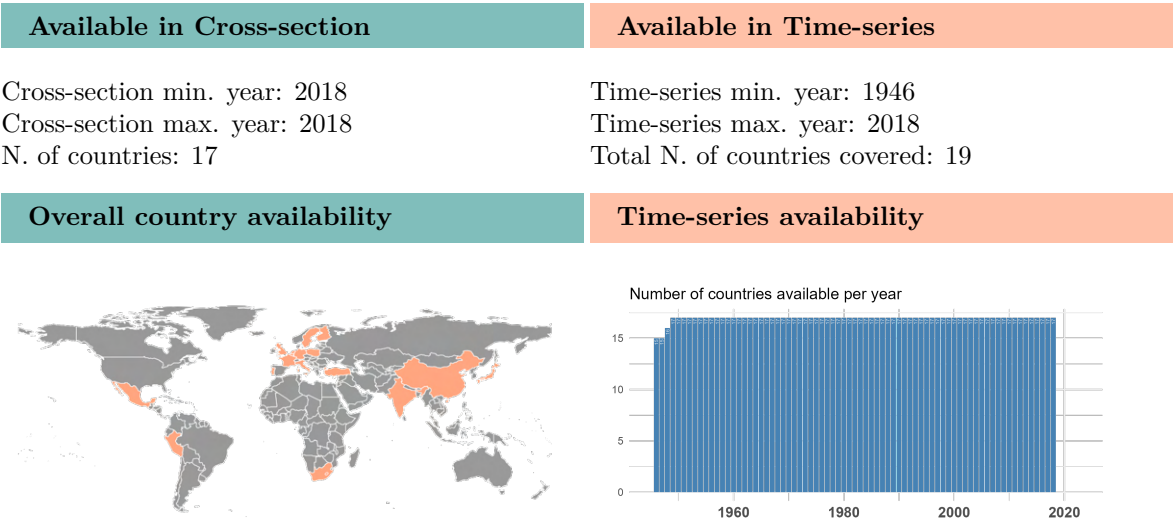 Available in Cross-section
Cross-section min. year: 2018
Cross-section max. year: 2018
N. of countries: 17
Available in Time-series
Time-series min. year: 1946
Time-series max. year: 2018
Total N. of countries covered: 19
Overall country availability
Time-series availability
Number of countries available per year
15
10
5
0
1960 1980 2000 2020